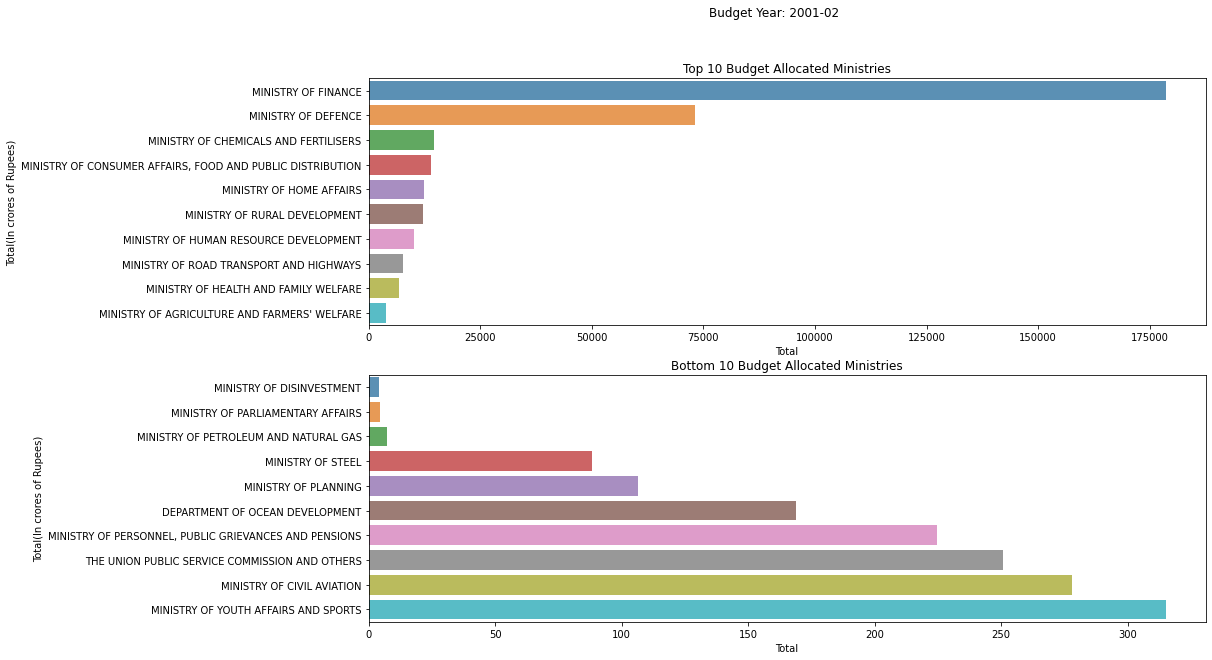 Budget Year: 2001-02
Top 10 Budget Allocated Ministries
Total(In crores of Rupees)
MINISTRY OF FINANCE
MINISTRY OF DEFENCE
MINISTRY OF CHEMICALS AND FERTILISERS
MINISTRY OF CONSUMER AFFAIRS, FOOD AND PUBLIC DISTRIBUTION
MINISTRY OF HOME AFFAIRS
MINISTRY OF RURAL DEVELOPMENT
MINISTRY OF HUMAN RESOURCE DEVELOPMENT
MINISTRY OF ROAD TRANSPORT AND HIGHWAYS
MINISTRY OF HEALTH AND FAMILY WELFARE
MINISTRY OF AGRICULTURE AND FARMERS' WELFARE
0 25000 50000 75000 100000 125000 150000 175000
Total
Bottom 10 Budget Allocated Ministries
Total(In crores of Rupees)
MINISTRY OF DISINVESTMENT
MINISTRY OF PARLIAMENTARY AFFAIRS
MINISTRY OF PETROLEUM AND NATURAL GAS
MINISTRY OF STEEL
MINISTRY OF PLANNING
DEPARTMENT OF OCEAN DEVELOPMENT
MINISTRY OF PERSONNEL, PUBLIC GRIEVANCES AND PENSIONS
THE UNION PUBLIC SERVICE COMMISSION AND OTHERS
MINISTRY OF CIVIL AVIATION
MINISTRY OF YOUTH AFFAIRS AND SPORTS
0 50 100 150 200 250 300
Total